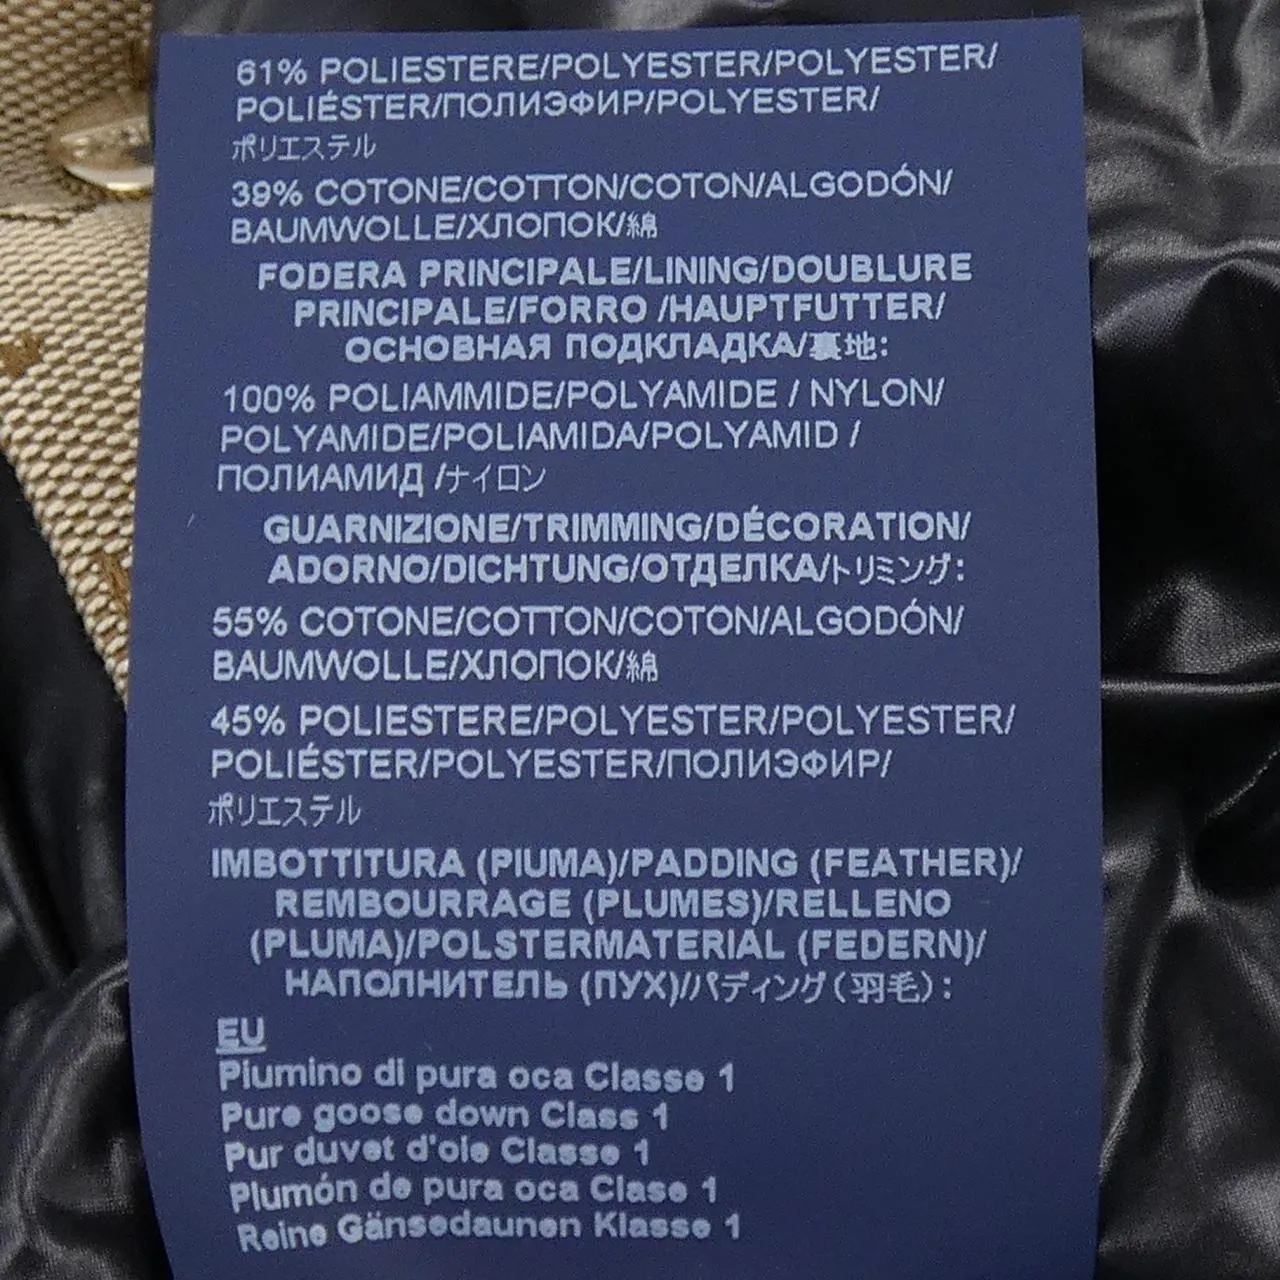 61% POLIESTERE/POLYESTER/POLYESTER/
POLIÉSTER/ПОЛИЭФИР/POLYESTER/
ポリエステル
39% COTONE/COTTON/COTON/ALGODÓN/
BAUMWOLLE/ХЛОПОК/綿
FODERA PRINCIPALE/LINING/DOUBLURE
PRINCIPALE/FORRO /HAUPTFUTTER/
ОСНОВНАЯ ПОДКЛАДКА/裏地:
100% POLIAMMIDE/POLYAMIDE / NYLON/
POLYAMIDE/POLIAMIDA/POLYAMID /
ПОЛИАМИД /ナイロン
GUARNIZIONE/TRIMMING/DÉCORATION/
ADORNO/DICHTUNG/ОТДЕЛКА/トリミング:
55% COTONE/COTTON/COTON/ALGODÓN/
BAUMWOLLE/ХЛОПОК/綿
45% POLIESTERE/POLYESTER/POLYESTER/
POLIÉSTER/POLYESTER/ПОЛИЭФИР/
ポリエステル
IMBOTTITURA (PIUMA)/PADDING (FEATHER)/
REMBOURRAGE (PLUMES)/RELLENO
(PLUMA)/POLSTERMATERIAL (FEDERN)/
НАПОЛНИТЕЛЬ (ПУХ)/パディング(羽毛):
EU
Piumino di pura oca Classe 1
Pure goose down Class 1
Pur duvet d'oie Classe 1
Plumón de pura oca Clase 1
Reine Gänsedaunen Klasse 1